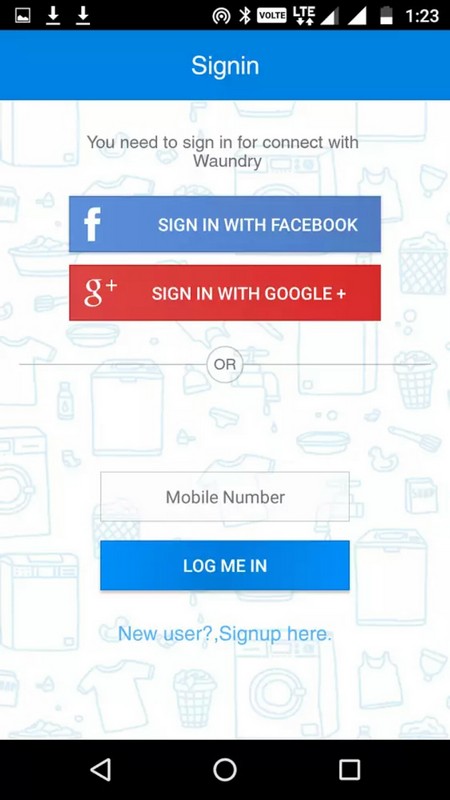 VOLTE LTE 1:23
Signin
You need to sign in for connect with
Waundry
f SIGN IN WITH FACEBOOK
g+ SIGN IN WITH GOOGLE +
OR
Mobile Number
LOG ME IN
New user?,Signup here.